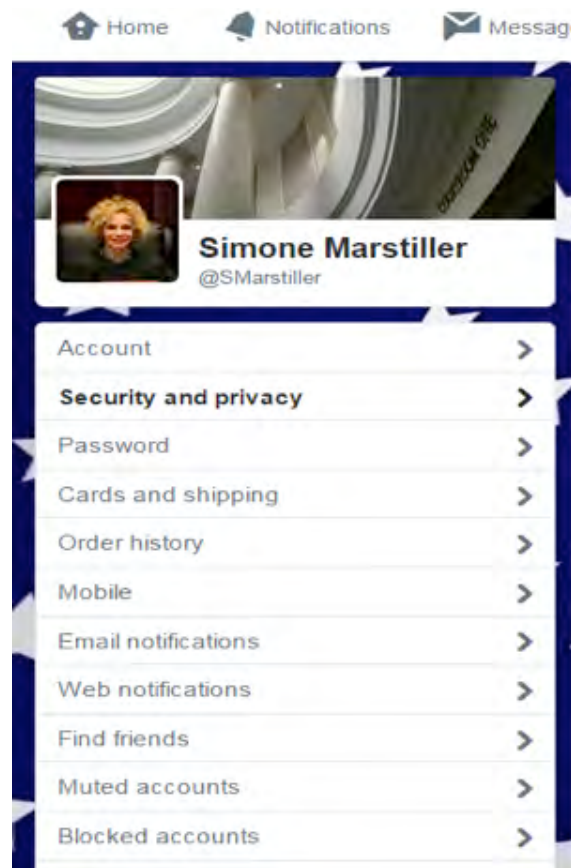 Home Notifications Messag
Simone Marstiller
@SMarstiller
Account
Security and privacy
Password
Cards and shipping
Order history
Mobile
Email notifications
Web notifications
Find friends
Muted accounts
Blocked accounts